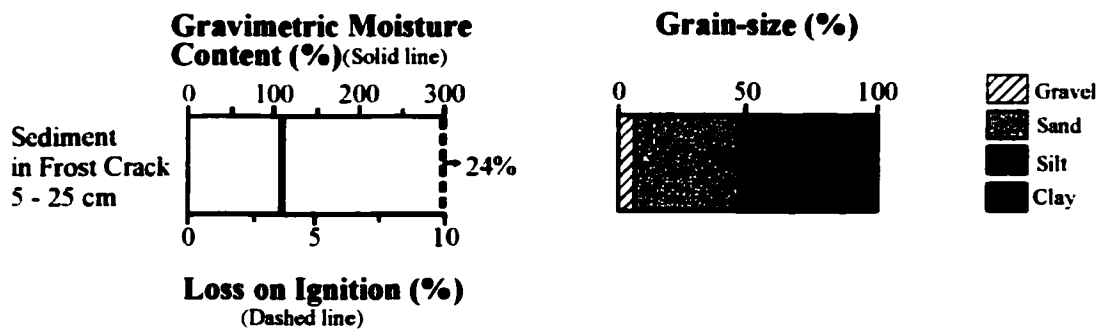 Gravimetric Moisture
Content (%)(Solid line)
0 100 200 300
Sediment
in Frost Crack
5 - 25 cm
24%
0 5 10
Loss on Ignition (%)
(Dashed line)
Grain-size (%)
0 50 100
Gravel
Sand
Silt
Clay